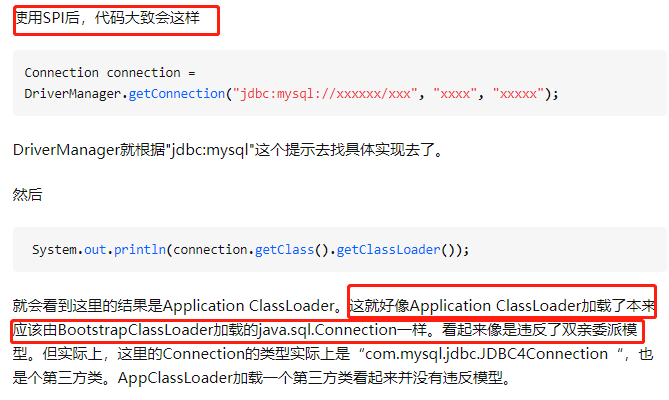 使用SPI后，代码大致会这样
Connection connection =
DriverManager.getConnection("jdbc:mysql://xxxxxx/xxx", "xxxx", "xxxxx");
DriverManager就根据"jdbc:mysql"这个提示去找具体实现去了。
然后
System.out.println(connection.getClass().getClassLoader());
就会看到这里的结果是Application ClassLoader。这就好像Application ClassLoader加载了本来
应该由BootstrapClassLoader加载的java.sql.Connection一样。看起来像是违反了双亲委派模
型。但实际上，这里的Connection的类型实际上是“com.mysql.jdbc.JDBC4Connection “，也
是个第三方类。AppClassLoader加载一个第三方类看起来并没有违反模型。